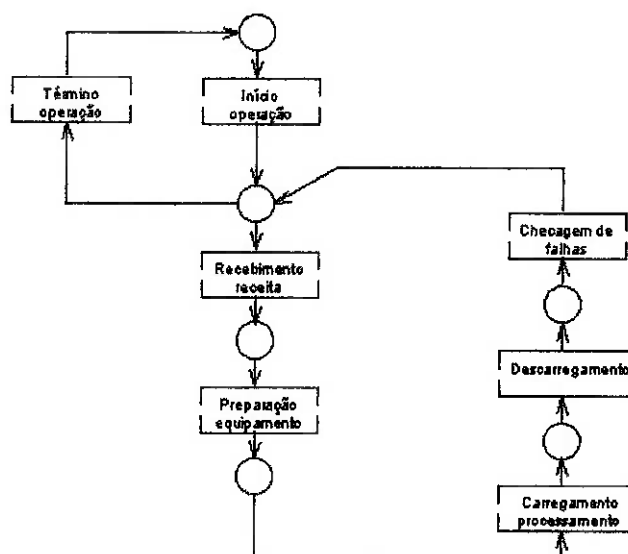 Término
operação
Início
operação
Checagem de
falhas
Recebimento
receita
Descarregamento
Preparação
equipamento
Carregamento
processamento